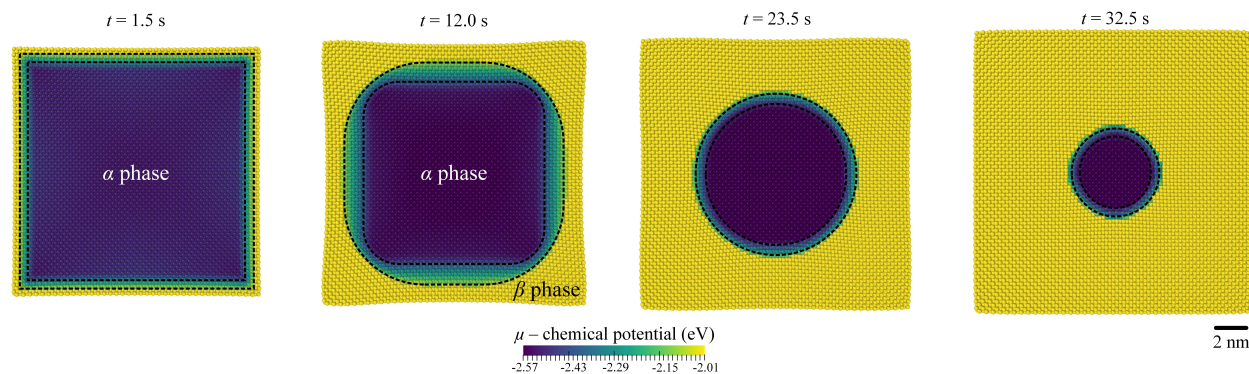 t = 1.5 s
t = 12.0 s
t = 23.5 s
t = 32.5 s
α phase
α phase
β phase
μ – chemical potential (eV)
-2.57 -2.43 -2.29 -2.15 -2.01
2 nm